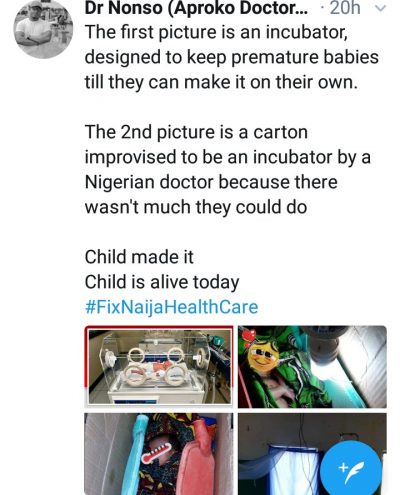 Dr Nonso (Aproko Doctor... · 20h
The first picture is an incubator,
designed to keep premature babies
till they can make it on their own.
The 2nd picture is a carton
improvised to be an incubator by a
Nigerian doctor because there
wasn't much they could do
Child made it
Child is alive today
#FixNaijaHealthCare